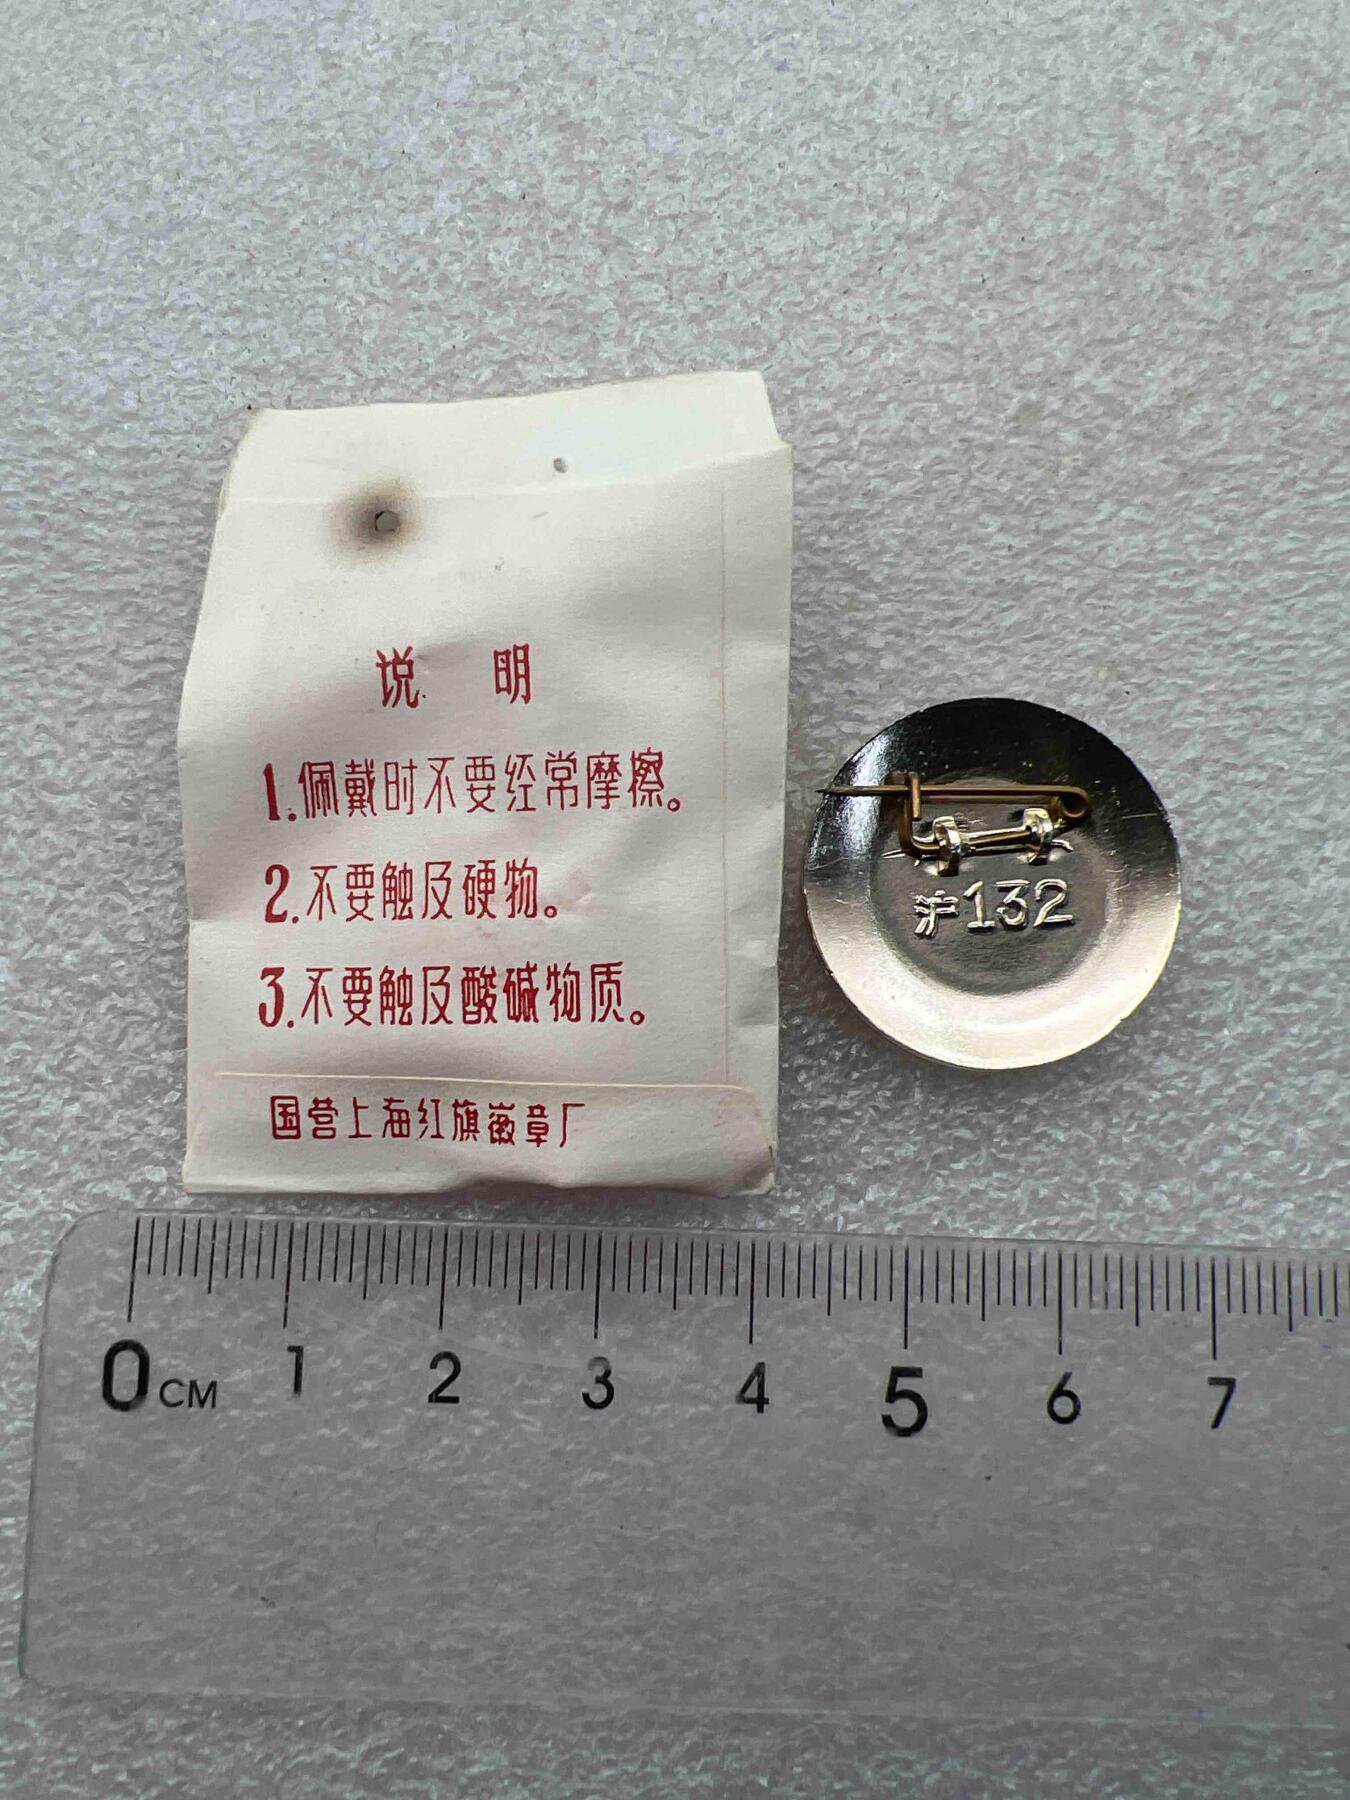 说 明
1.佩戴时不要经常摩擦。
2.不要触及硬物。
3.不要触及酸碱物质。
国营上海红旗徽章厂
沪132
0CM 1 2 3 4 5 6 7